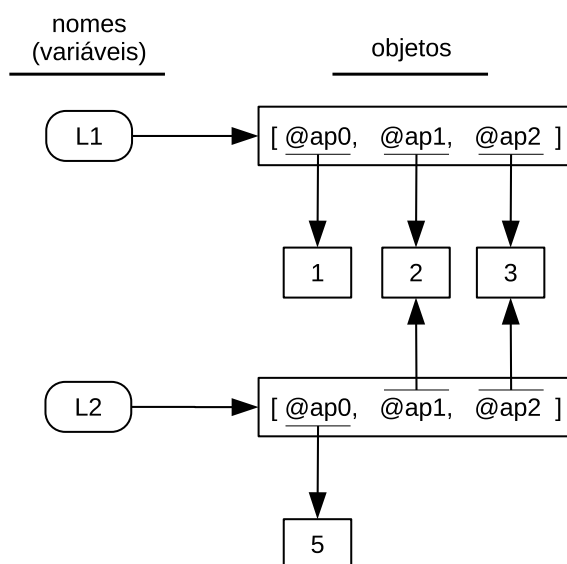 nomes
(variáveis)
objetos
L1
[ @ap0, @ap1, @ap2 ]
1
2
3
L2
[ @ap0, @ap1, @ap2 ]
5